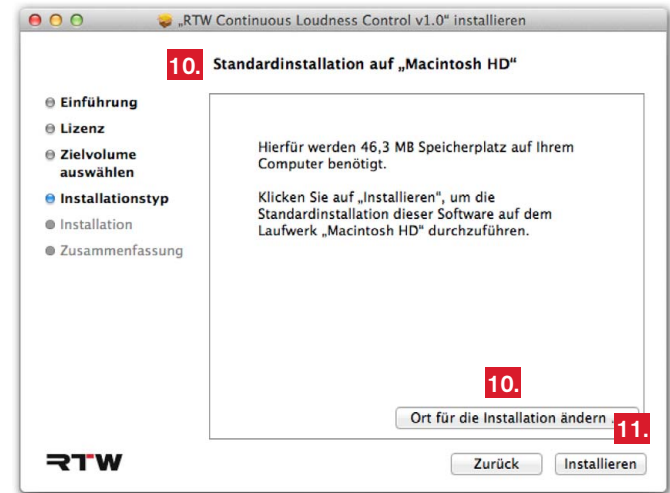 „RTW Continuous Loudness Control v1.0“ installieren
10. Standardinstallation auf „Macintosh HD“
Einführung
Lizenz
Zielvolume
auswählen
Installationstyp
Installation
Zusammenfassung
Hierfür werden 46,3 MB Speicherplatz auf Ihrem
Computer benötigt.
Klicken Sie auf „Installieren“, um die
Standardinstallation dieser Software auf dem
Laufwerk „Macintosh HD“ durchzuführen.
10.
Ort für die Installation ändern ..
11.
RTW
Zurück
Installieren